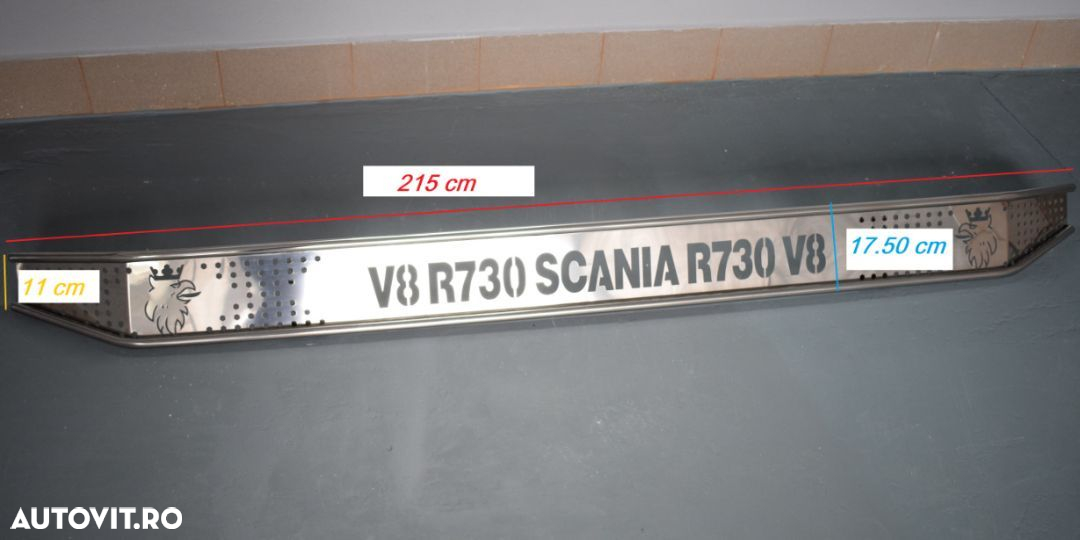 215 cm
17.50 cm
V8 R730 SCANIA R730 V8
11 cm
AUTOVIT.RO